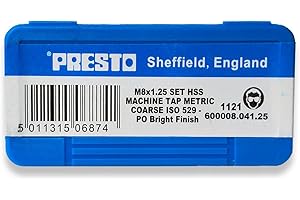 PRESTO Sheffield, England
M8x1.25 SET HSS
MACHINE TAP METRIC
COARSE ISO 529 -
PO Bright Finish
1121
600008.041.25
5 011315 06874